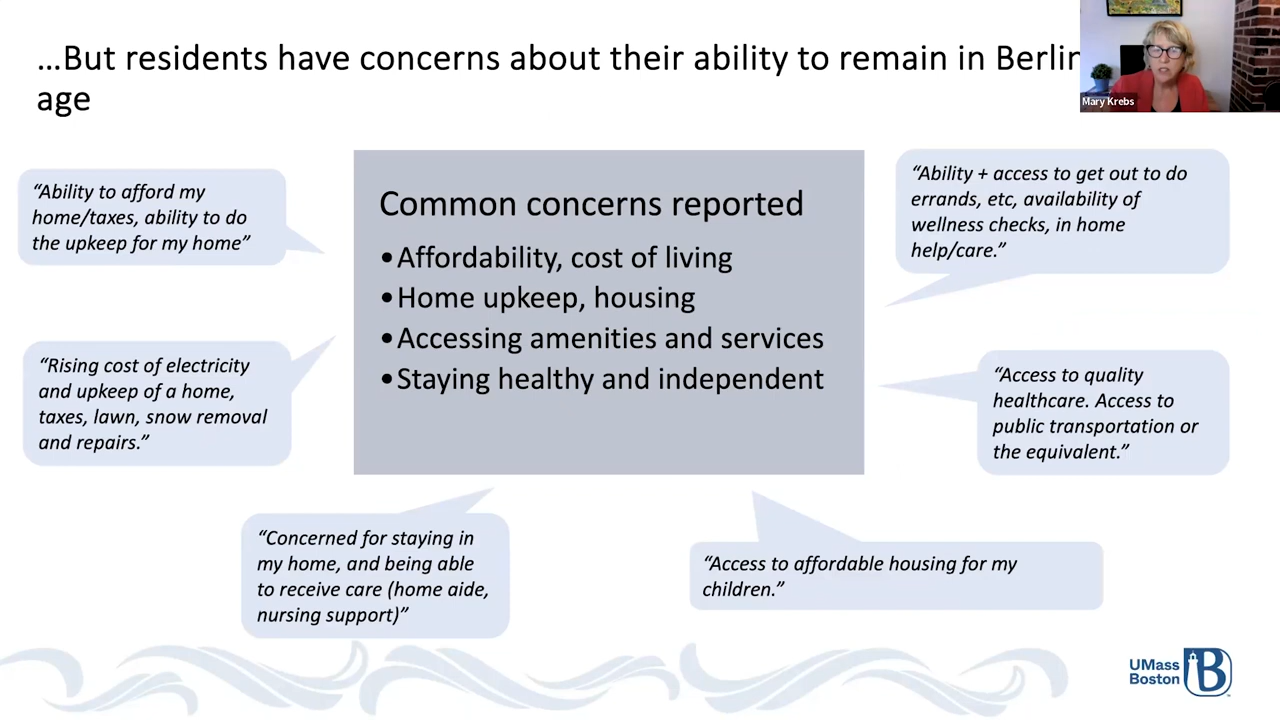 …But residents have concerns about their ability to remain in Berlin
age
Mary Krebs
“Ability to afford my
home/taxes, ability to do
the upkeep for my home”
Common concerns reported
•Affordability, cost of living
•Home upkeep, housing
•Accessing amenities and services
•Staying healthy and independent
“Ability + access to get out to do
errands, etc, availability of
wellness checks, in home
help/care.”
“Rising cost of electricity
and upkeep of a home,
taxes, lawn, snow removal
and repairs.”
“Access to quality
healthcare. Access to
public transportation or
the equivalent.”
“Concerned for staying in
my home, and being able
to receive care (home aide,
nursing support)”
“Access to affordable housing for my
children.”
UMass
Boston
B